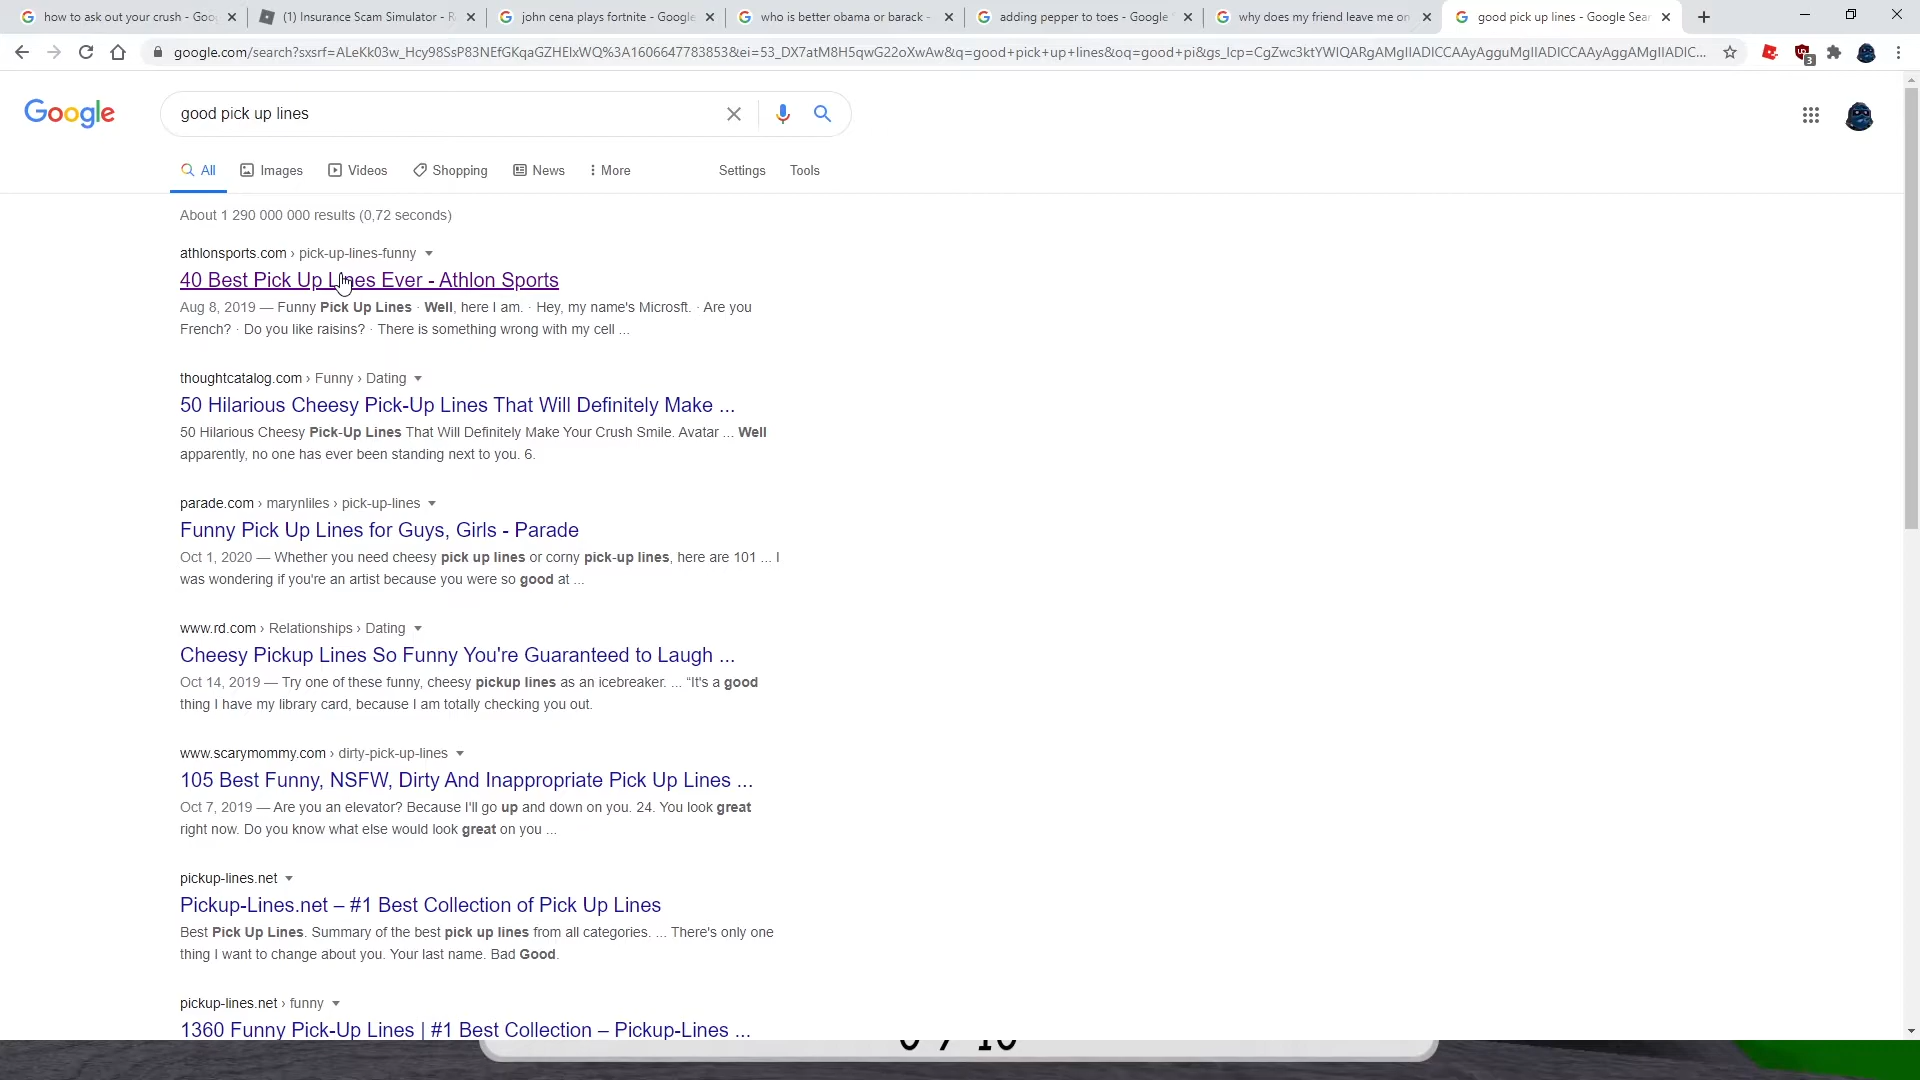 how to ask out your crush - Goo
(1) Insurance Scam Simulator - R
john cena plays fortnite - Google
who is better obama or barack -
adding pepper to toes - Google
why does my friend leave me on
good pick up lines - Google Sear
google.com/search?sxsrf=ALeKk03w_Hcy98SsP83NEfGKqaGZHEIxWQ%3A1606647783853&ei=53_DX7atM8H5qwG22oXwAw&q=good+pick+up+lines&oq=good+pi&gs_lcp=CgZwc3ktYWIQARgAMgIIADICCAAyAgguMgIIADICCAAyAggAMgIIADICCAAyAggAMgIIADIC...
3
Google
good pick up lines
All
Images
Videos
Shopping
News
More
Settings
Tools
About 1 290 000 000 results (0,72 seconds)
athlonsports.com › pick-up-lines-funny
40 Best Pick Up Lines Ever - Athlon Sports
Aug 8, 2019 — Funny Pick Up Lines · Well, here I am. · Hey, my name's Microsft. · Are you
French? · Do you like raisins? · There is something wrong with my cell ...
thoughtcatalog.com › Funny › Dating
50 Hilarious Cheesy Pick-Up Lines That Will Definitely Make ...
50 Hilarious Cheesy Pick-Up Lines That Will Definitely Make Your Crush Smile. Avatar ... Well
apparently, no one has ever been standing next to you. 6.
parade.com › marynliles › pick-up-lines
Funny Pick Up Lines for Guys, Girls - Parade
Oct 1, 2020 — Whether you need cheesy pick up lines or corny pick-up lines, here are 101 ... I
was wondering if you're an artist because you were so good at ...
www.rd.com › Relationships › Dating
Cheesy Pickup Lines So Funny You're Guaranteed to Laugh ...
Oct 14, 2019 — Try one of these funny, cheesy pickup lines as an icebreaker. ... “It's a good
thing I have my library card, because I am totally checking you out.
www.scarymommy.com › dirty-pick-up-lines
105 Best Funny, NSFW, Dirty And Inappropriate Pick Up Lines ...
Oct 7, 2019 — Are you an elevator? Because I'll go up and down on you. 24. You look great
right now. Do you know what else would look great on you ...
pickup-lines.net
Pickup-Lines.net – #1 Best Collection of Pick Up Lines
Best Pick Up Lines. Summary of the best pick up lines from all categories. ... There's only one
thing I want to change about you. Your last name. Bad Good.
pickup-lines.net › funny
1360 Funny Pick-Up Lines | #1 Best Collection – Pickup-Lines ...